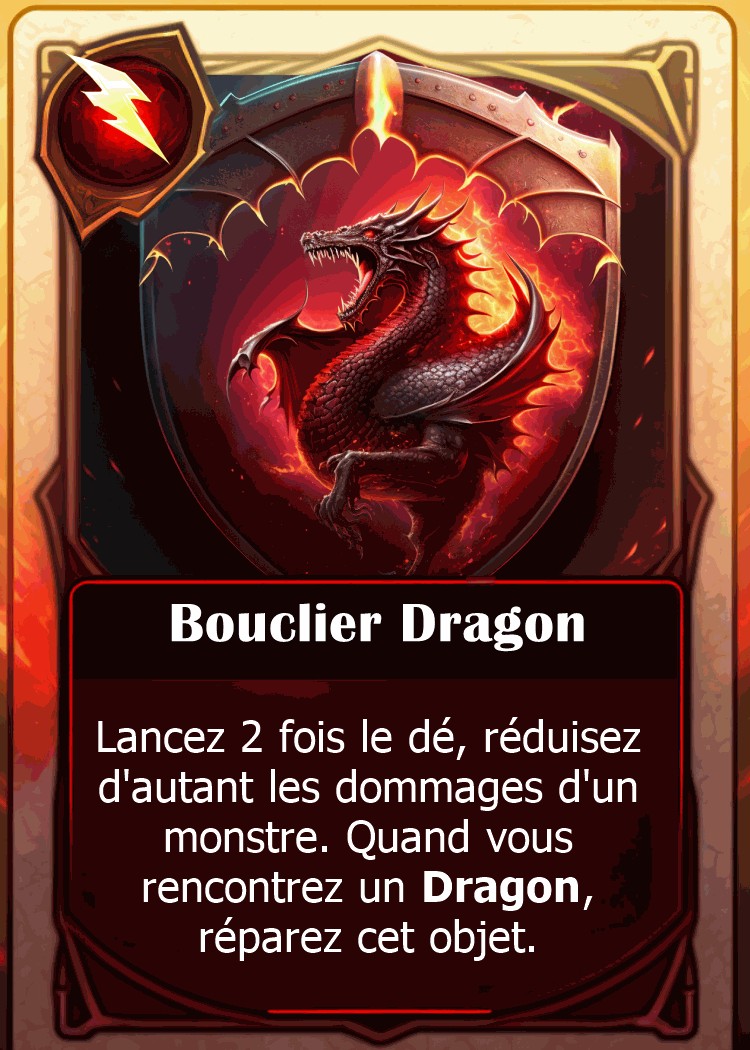 Bouclier Dragon
Lancez 2 fois le dé, réduisez
d'autant les dommages d'un
monstre. Quand vous
rencontrez un Dragon,
réparez cet objet.